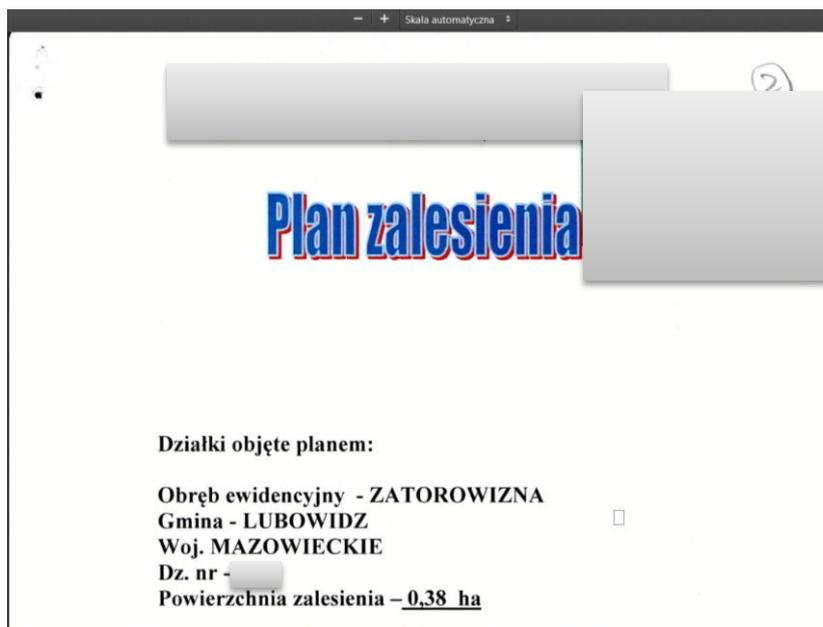 − + Skala automatyczna
2
Plan zalesienia
Działki objęte planem:
Obręb ewidencyjny - ZATOROWIZNA
Gmina - LUBOWIDZ
Woj. MAZOWIECKIE
Dz. nr -
Powierzchnia zalesienia – 0,38 ha